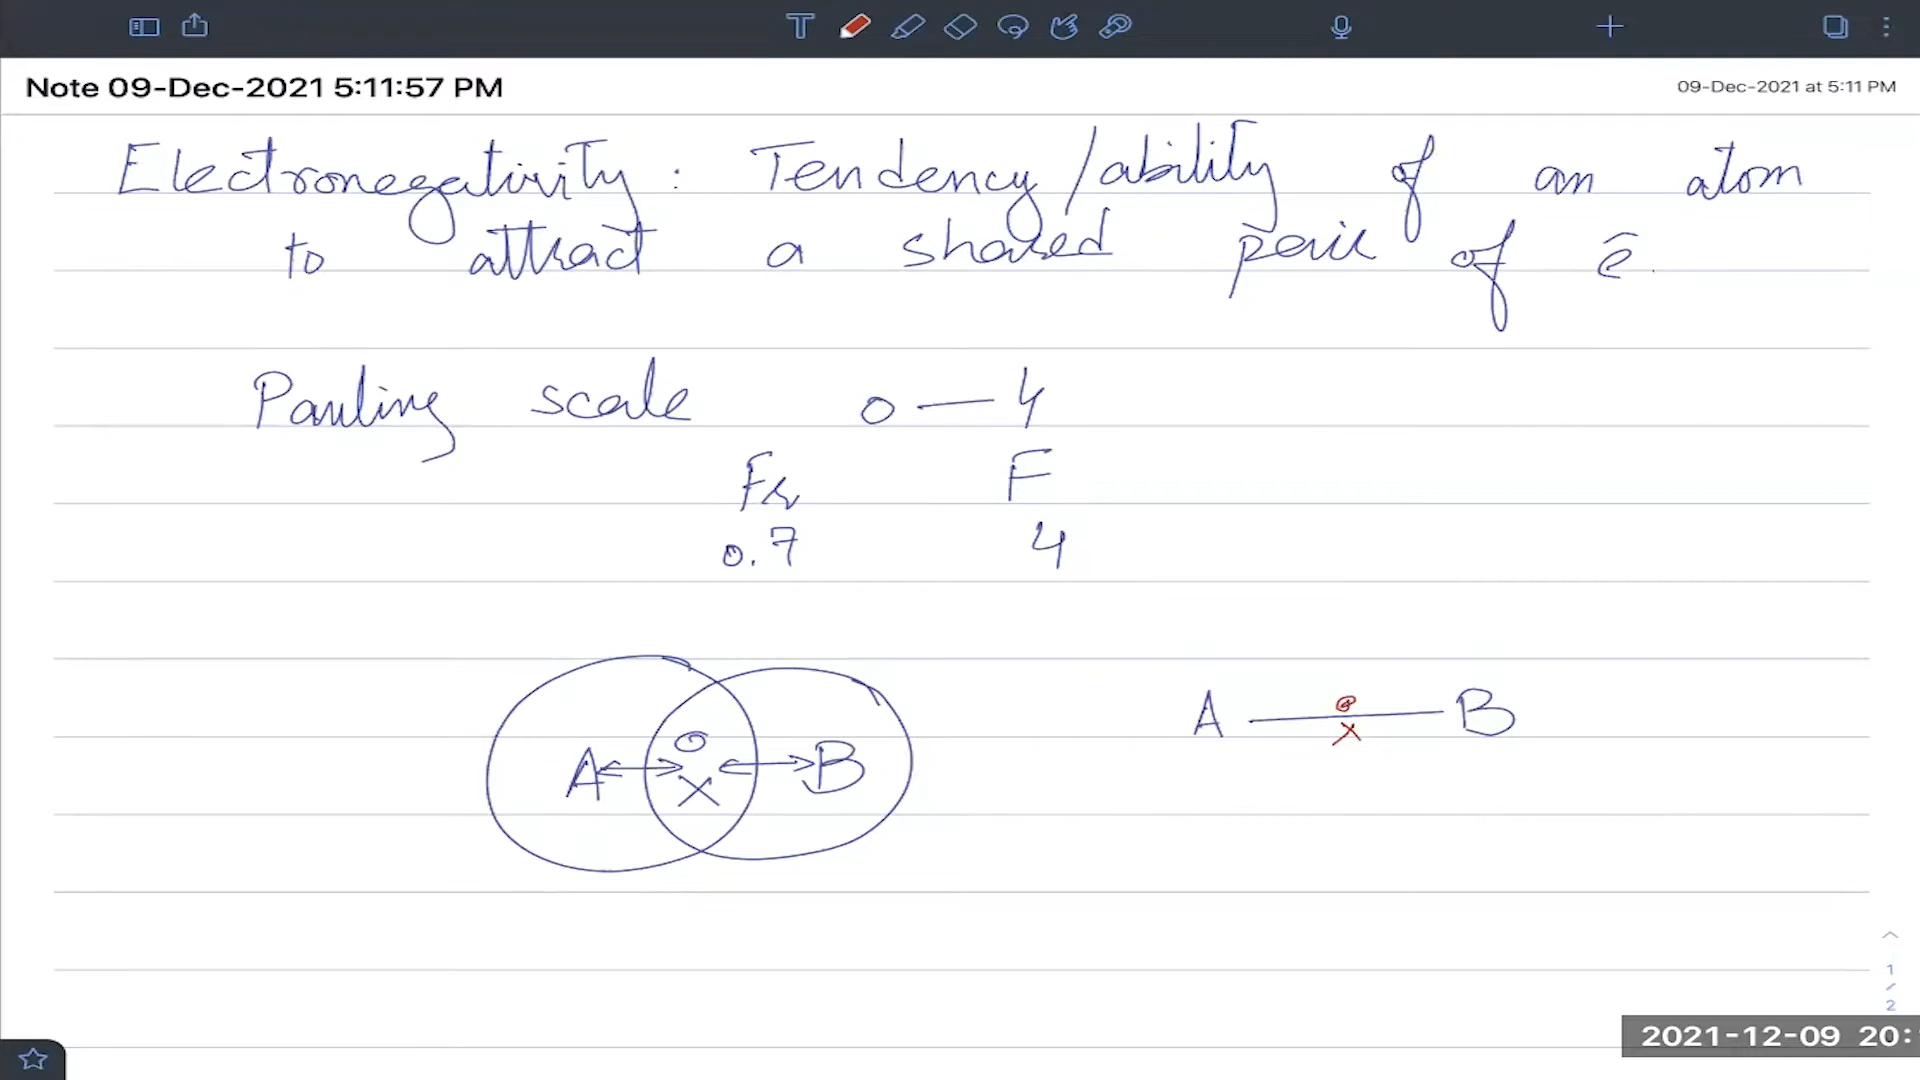 Note 09-Dec-2021 5:11:57 PM
09-Dec-2021 at 5:11 PM
Electronegativity : Tendency/ability of an atom
to attract a shared pair of ē.
Pauling scale 0 — 4
Fr F
0.7 4
A B
A B
1
/
2
2021-12-09 20: